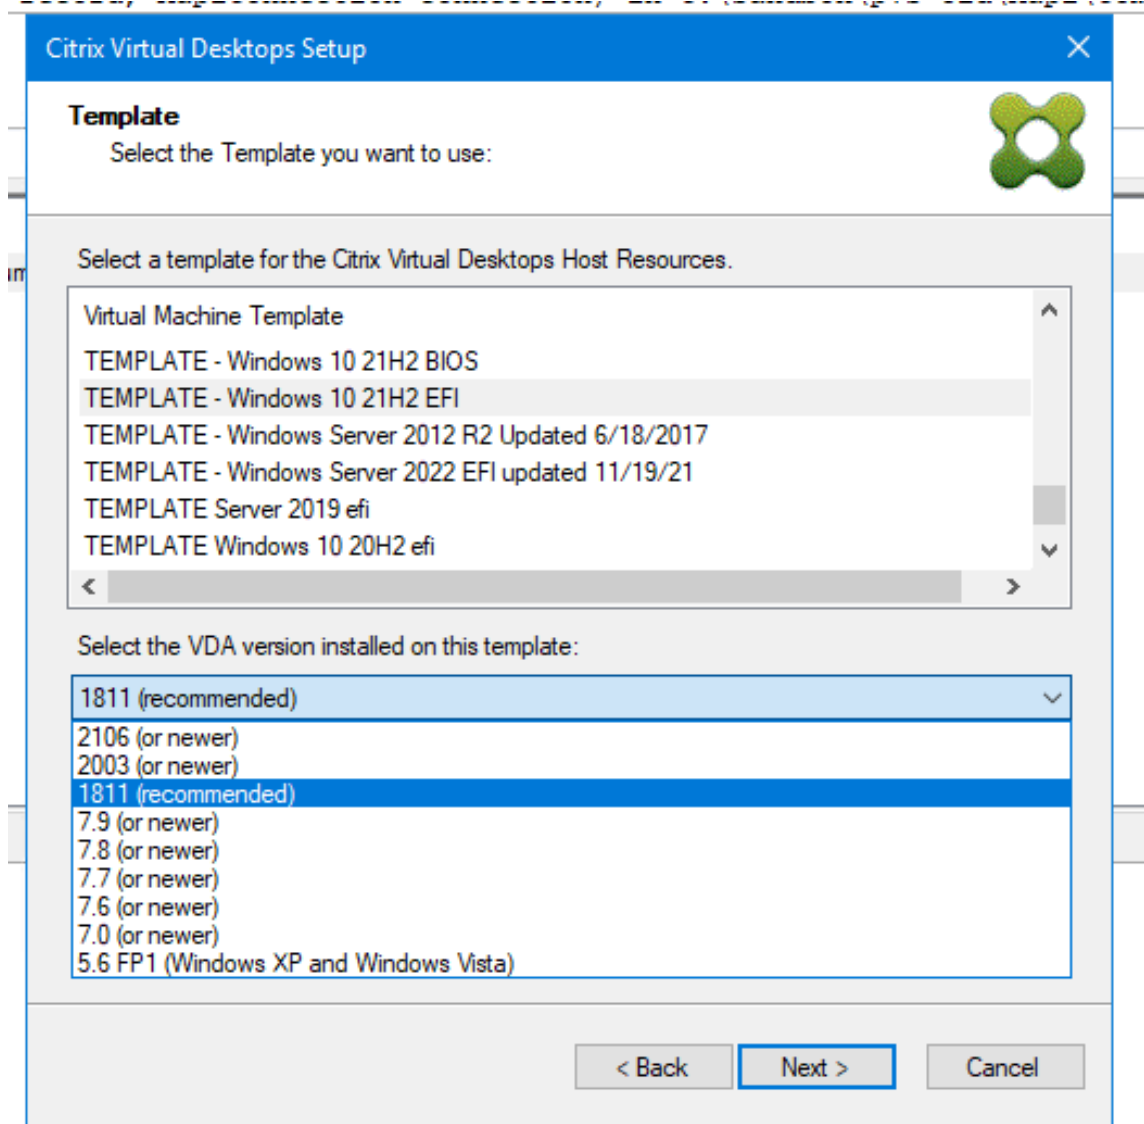 Citrix Virtual Desktops Setup
Template
Select the Template you want to use:
Select a template for the Citrix Virtual Desktops Host Resources.
Virtual Machine Template
TEMPLATE - Windows 10 21H2 BIOS
TEMPLATE - Windows 10 21H2 EFI
TEMPLATE - Windows Server 2012 R2 Updated 6/18/2017
TEMPLATE - Windows Server 2022 EFI updated 11/19/21
TEMPLATE Server 2019 efi
TEMPLATE Windows 10 20H2 efi
Select the VDA version installed on this template:
1811 (recommended)
2106 (or newer)
2003 (or newer)
1811 (recommended)
7.9 (or newer)
7.8 (or newer)
7.7 (or newer)
7.6 (or newer)
7.0 (or newer)
5.6 FP1 (Windows XP and Windows Vista)
< Back
Next >
Cancel